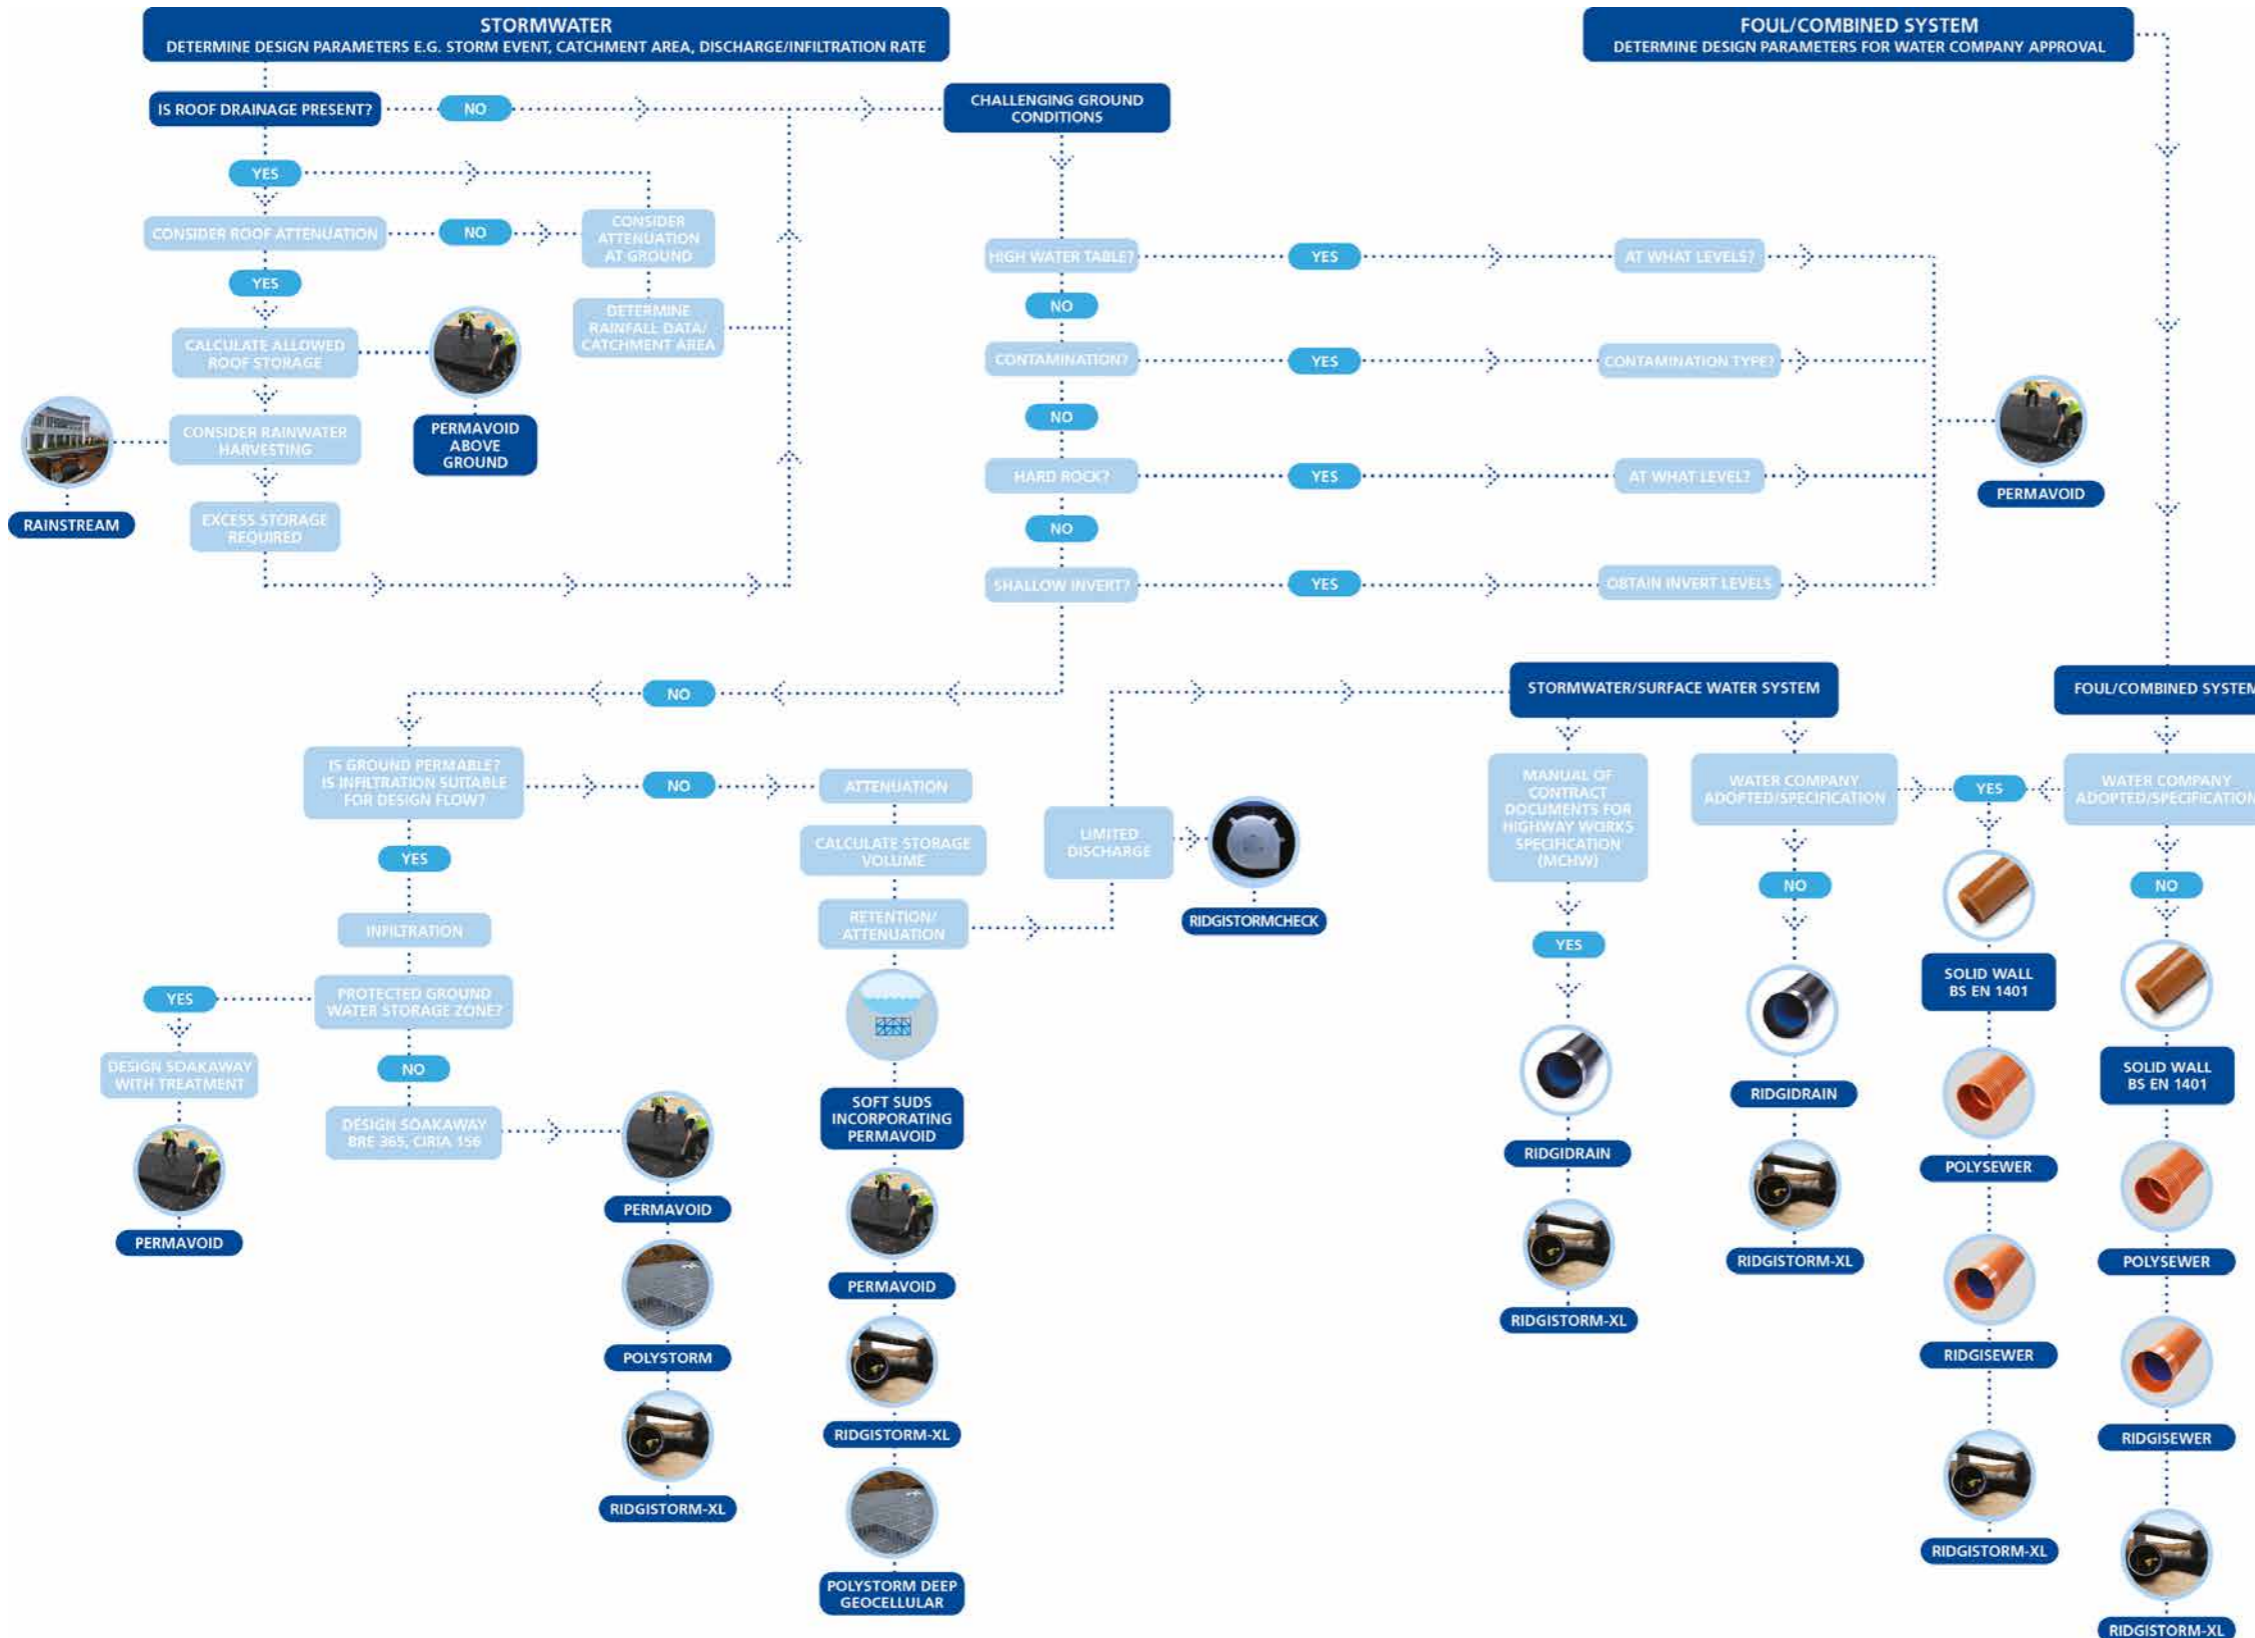 STORMWATER
DETERMINE DESIGN PARAMETERS E.G. STORM EVENT, CATCHMENT AREA, DISCHARGE/INFILTRATION RATE
FOUL/COMBINED SYSTEM
DETERMINE DESIGN PARAMETERS FOR WATER COMPANY APPROVAL
IS ROOF DRAINAGE PRESENT?
NO
CHALLENGING GROUND
CONDITIONS
YES
CONSIDER ROOF ATTENUATION
NO
CONSIDER
ATTENUATION
AT GROUND
YES
DETERMINE
RAINFALL DATA/
CATCHMENT AREA
CALCULATE ALLOWED
ROOF STORAGE
PERMAVOID
ABOVE
GROUND
CONSIDER RAINWATER
HARVESTING
RAINSTREAM
EXCESS STORAGE
REQUIRED
HIGH WATER TABLE?
YES
AT WHAT LEVELS?
NO
CONTAMINATION?
YES
CONTAMINATION TYPE?
NO
HARD ROCK?
YES
AT WHAT LEVEL?
PERMAVOID
NO
SHALLOW INVERT?
YES
OBTAIN INVERT LEVELS
NO
IS GROUND PERMABLE?
IS INFILTRATION SUITABLE
FOR DESIGN FLOW?
NO
ATTENUATION
YES
CALCULATE STORAGE
VOLUME
INFILTRATION
RETENTION/
ATTENUATION
LIMITED
DISCHARGE
RIDGISTORMCHECK
PROTECTED GROUND
WATER STORAGE ZONE?
YES
DESIGN SOAKAWAY
WITH TREATMENT
PERMAVOID
NO
DESIGN SOAKAWAY
BRE 365, CIRIA 156
PERMAVOID
POLYSTORM
RIDGISTORM-XL
SOFT SUDS
INCORPORATING
PERMAVOID
PERMAVOID
RIDGISTORM-XL
POLYSTORM DEEP
GEOCELLULAR
STORMWATER/SURFACE WATER SYSTEM
FOUL/COMBINED SYSTEM
MANUAL OF
CONTRACT
DOCUMENTS FOR
HIGHWAY WORKS
SPECIFICATION
(MCHW)
YES
RIDGIDRAIN
RIDGISTORM-XL
WATER COMPANY
ADOPTED/SPECIFICATION
NO
RIDGIDRAIN
RIDGISTORM-XL
YES
SOLID WALL
BS EN 1401
POLYSEWER
RIDGISEWER
RIDGISTORM-XL
WATER COMPANY
ADOPTED/SPECIFICATION
NO
SOLID WALL
BS EN 1401
POLYSEWER
RIDGISEWER
RIDGISTORM-XL